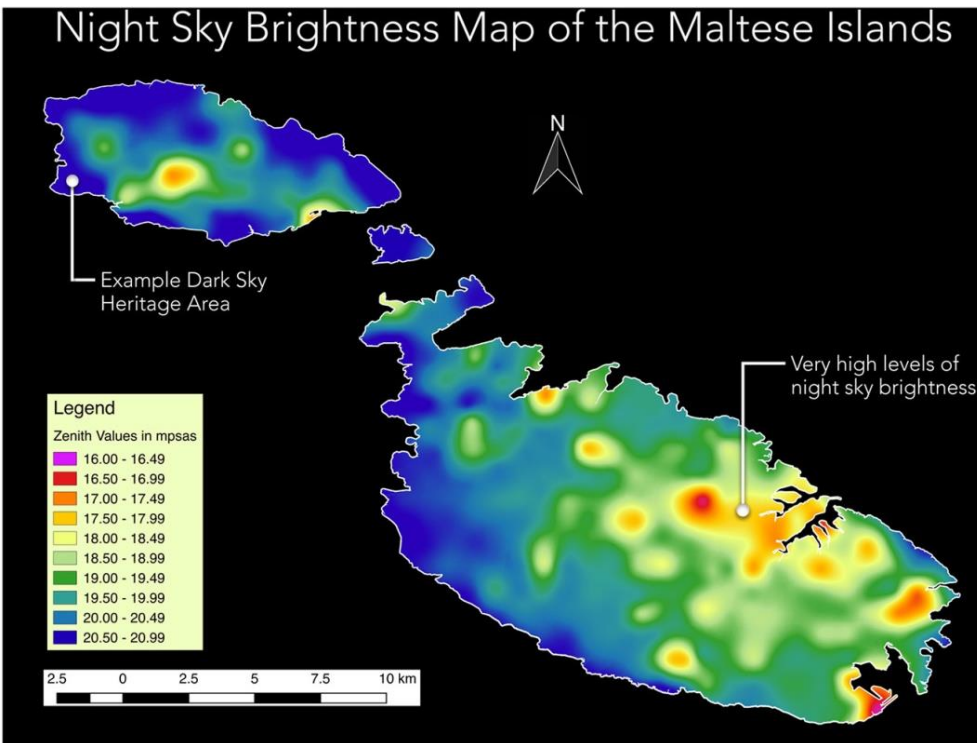 Night Sky Brightness Map of the Maltese Islands
N
Example Dark Sky
Heritage Area
Very high levels of
night sky brightness
Legend
Zenith Values in mpsas
16.00 - 16.49
16.50 - 16.99
17.00 - 17.49
17.50 - 17.99
18.00 - 18.49
18.50 - 18.99
19.00 - 19.49
19.50 - 19.99
20.00 - 20.49
20.50 - 20.99
2.5 0 2.5 5 7.5 10 km